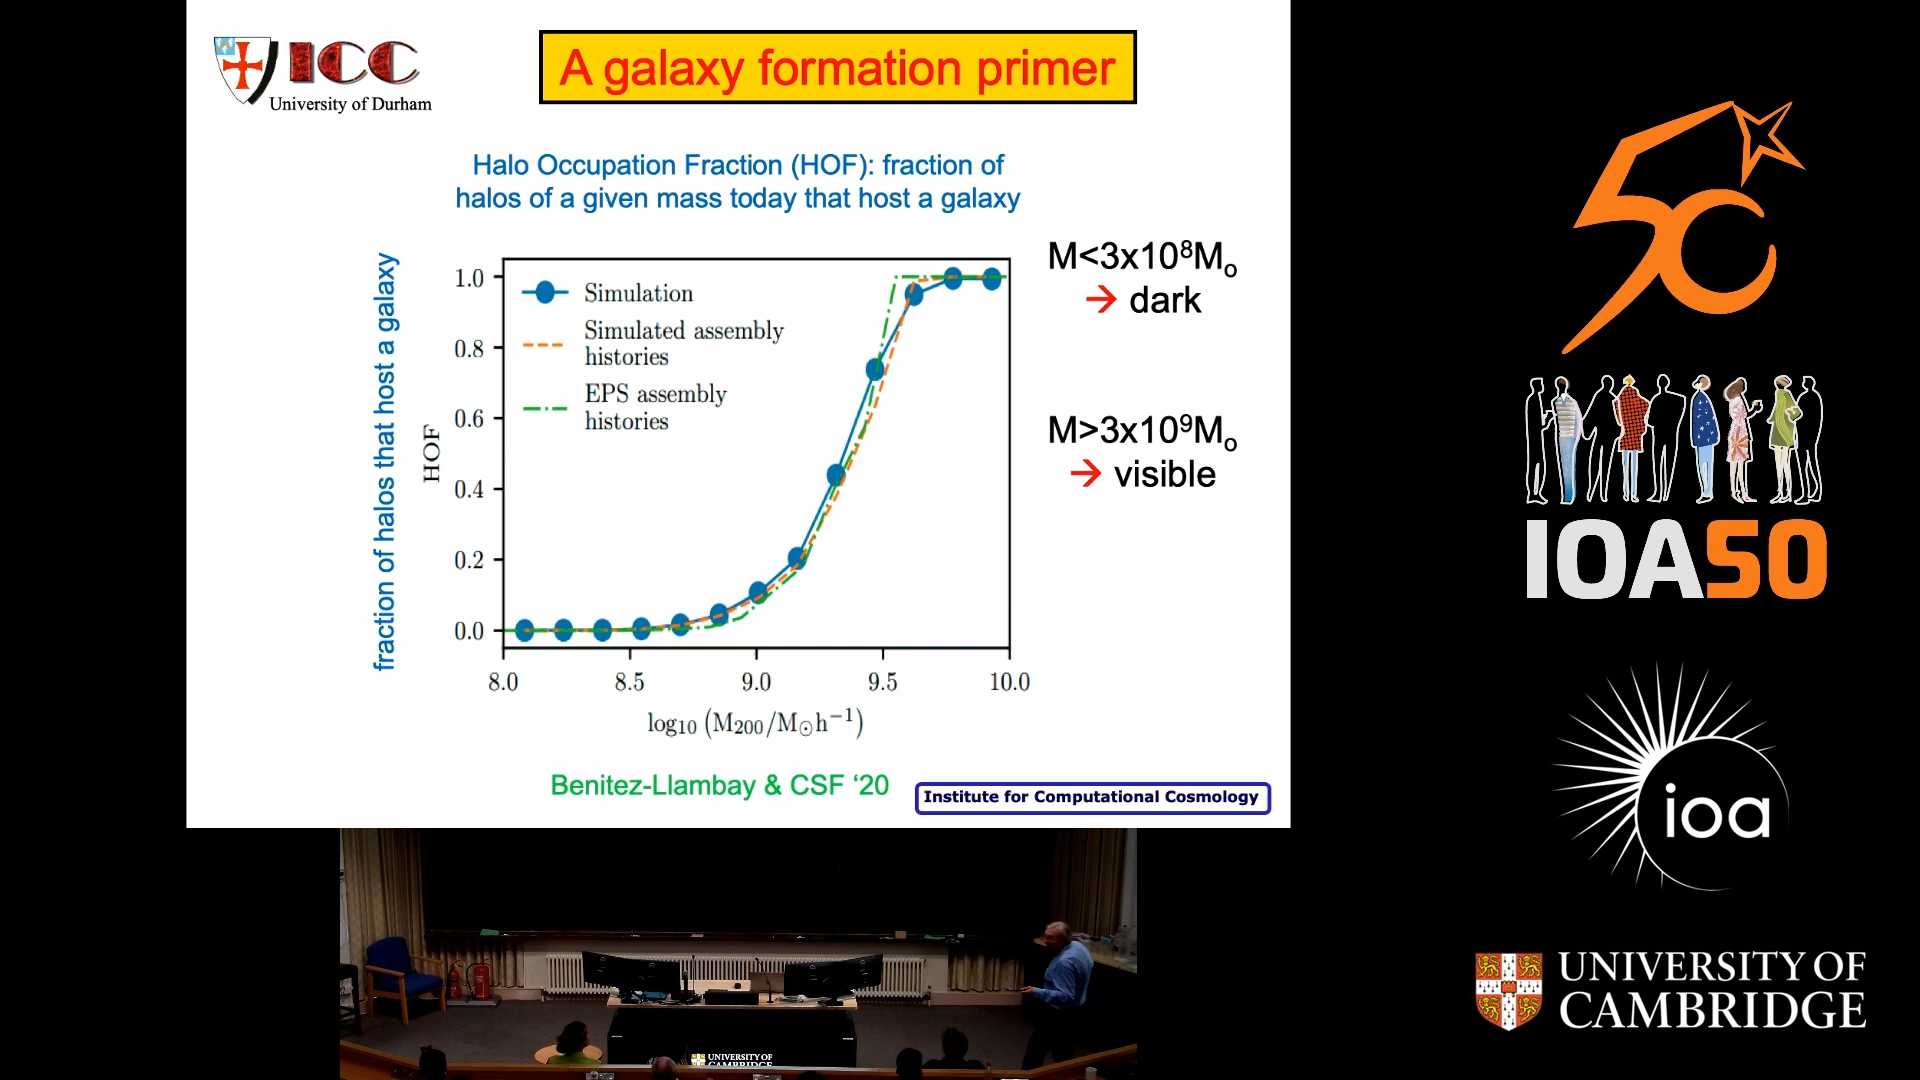 ICC
University of Durham
A galaxy formation primer
Halo Occupation Fraction (HOF): fraction of
halos of a given mass today that host a galaxy
fraction of halos that host a galaxy
HOF
1.0
0.8
0.6
0.4
0.2
0.0
Simulation
Simulated assembly
histories
EPS assembly
histories
8.0 8.5 9.0 9.5 10.0
log₁₀ (M₂₀₀/M⊙h⁻¹)
M<3x10⁸Mₒ
→ dark
M>3x10⁹Mₒ
→ visible
Benitez-Llambay & CSF ‘20
Institute for Computational Cosmology
50
IOA50
ioa
UNIVERSITY OF
CAMBRIDGE
UNIVERSITY OF
CAMBRIDGE